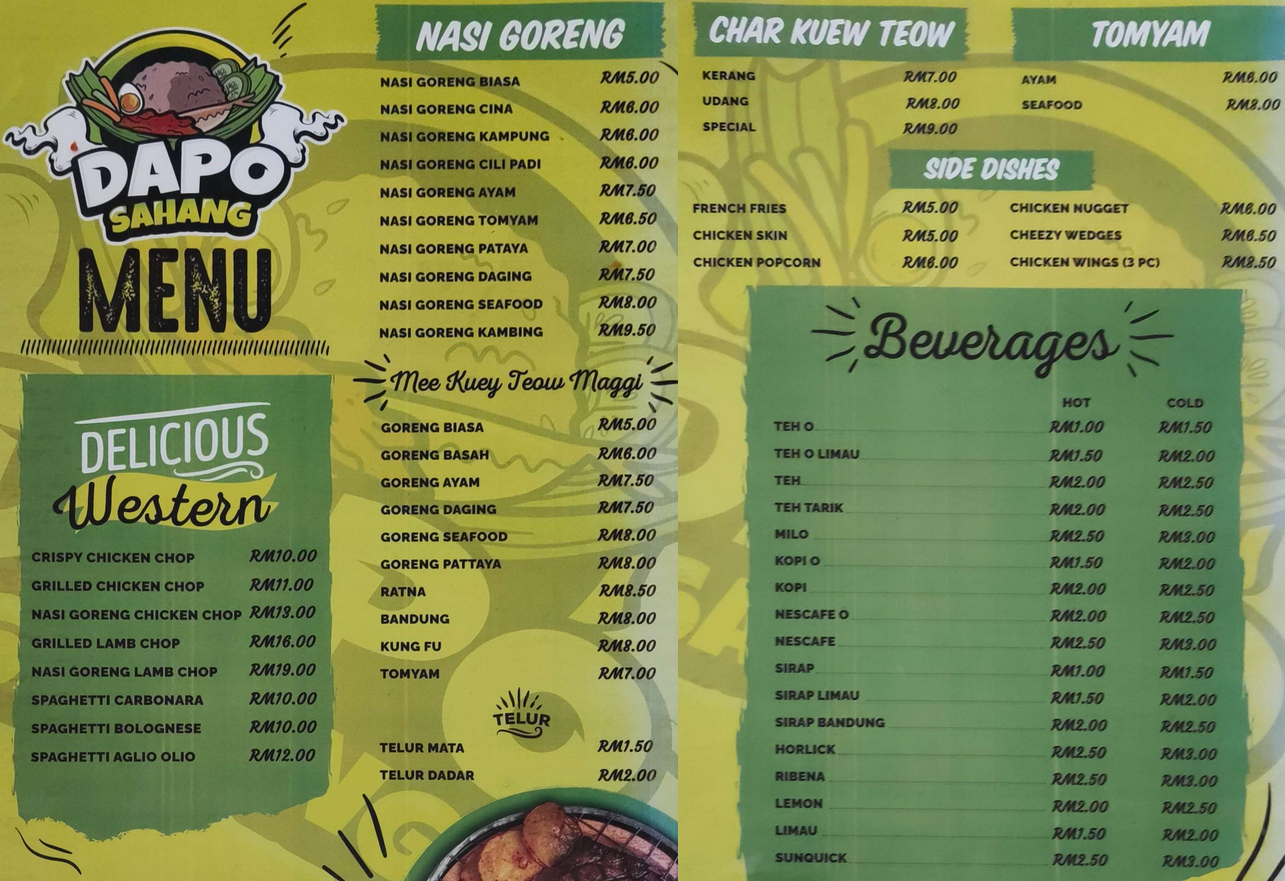 DAPO
SAHANG
MENU
DELICIOUS
Western
CRISPY CHICKEN CHOP RM10.00
GRILLED CHICKEN CHOP RM11.00
NASI GORENG CHICKEN CHOP RM13.00
GRILLED LAMB CHOP RM16.00
NASI GORENG LAMB CHOP RM19.00
SPAGHETTI CARBONARA RM10.00
SPAGHETTI BOLOGNESE RM10.00
SPAGHETTI AGLIO OLIO RM12.00
NASI GORENG
NASI GORENG BIASA RM5.00
NASI GORENG CINA RM6.00
NASI GORENG KAMPUNG RM6.00
NASI GORENG CILI PADI RM6.00
NASI GORENG AYAM RM7.50
NASI GORENG TOMYAM RM6.50
NASI GORENG PATAYA RM7.00
NASI GORENG DAGING RM7.50
NASI GORENG SEAFOOD RM8.00
NASI GORENG KAMBING RM9.50
Mee Kuey Teow Maggi
GORENG BIASA RM5.00
GORENG BASAH RM6.00
GORENG AYAM RM7.50
GORENG DAGING RM7.50
GORENG SEAFOOD RM8.00
GORENG PATTAYA RM8.00
RATNA RM8.50
BANDUNG RM8.00
KUNG FU RM8.00
TOMYAM RM7.00
TELUR
TELUR MATA RM1.50
TELUR DADAR RM2.00
CHAR KUEW TEOW
KERANG RM7.00
UDANG RM8.00
SPECIAL RM9.00
TOMYAM
AYAM RM6.00
SEAFOOD RM8.00
SIDE DISHES
FRENCH FRIES RM5.00
CHICKEN SKIN RM5.00
CHICKEN POPCORN RM6.00
CHICKEN NUGGET RM6.00
CHEEZY WEDGES RM6.50
CHICKEN WINGS (3 PC) RM8.50
Beverages
HOT COLD
TEH O RM1.00 RM1.50
TEH O LIMAU RM1.50 RM2.00
TEH RM2.00 RM2.50
TEH TARIK RM2.00 RM2.50
MILO RM2.50 RM3.00
KOPI O RM1.50 RM2.00
KOPI RM2.00 RM2.50
NESCAFE O RM2.00 RM2.50
NESCAFE RM2.50 RM3.00
SIRAP RM1.00 RM1.50
SIRAP LIMAU RM1.50 RM2.00
SIRAP BANDUNG RM2.00 RM2.50
HORLICK RM2.50 RM3.00
RIBENA RM2.50 RM3.00
LEMON RM2.00 RM2.50
LIMAU RM1.50 RM2.00
SUNQUICK RM2.50 RM3.00